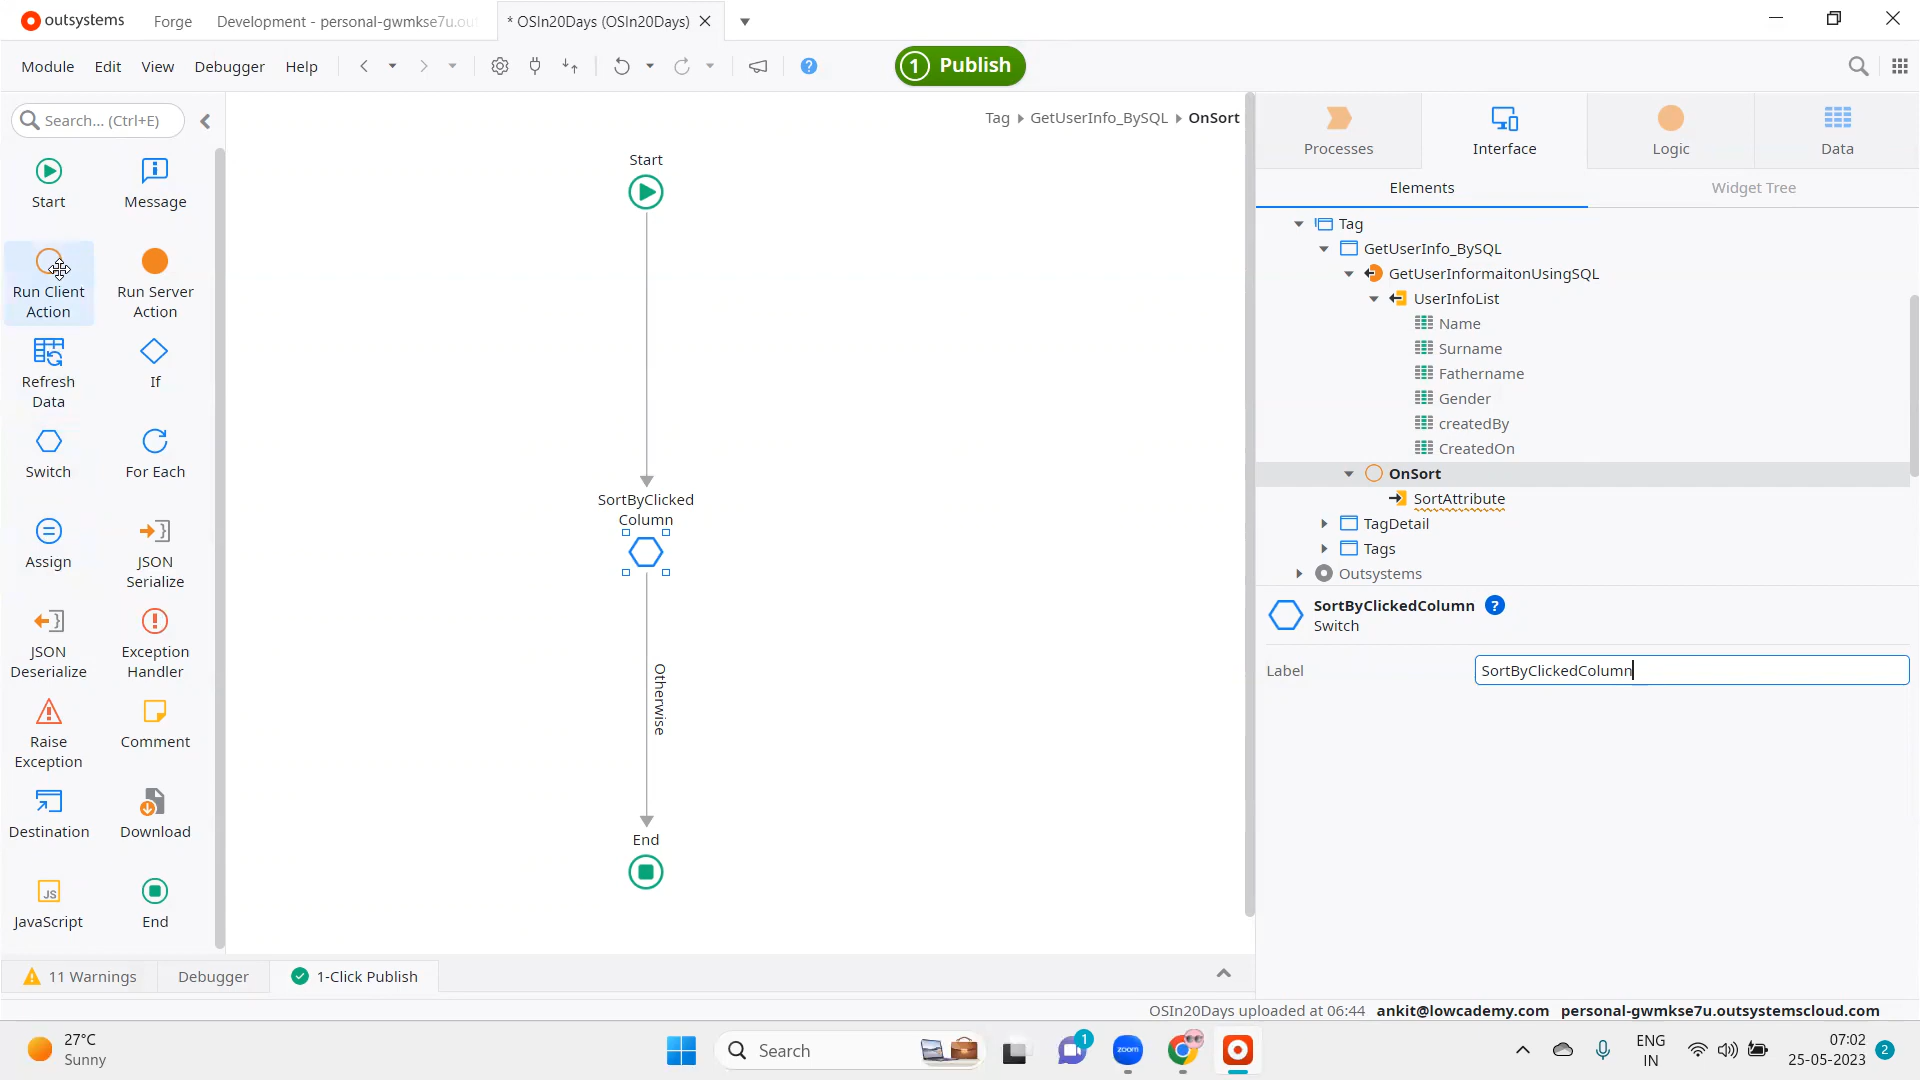 outsystems
Forge
Development - personal-gwmkse7u.ou
* OSIn20Days (OSIn20Days)
Module
Edit
View
Debugger
Help
1
Publish
Search... (Ctrl+E)
Start
Message
Run Client
Action
Run Server
Action
Refresh
Data
If
Switch
For Each
Assign
JSON
Serialize
JSON
Deserialize
Exception
Handler
Raise
Exception
Comment
Destination
Download
JS
JavaScript
End
Tag
GetUserInfo_BySQL
OnSort
Start
SortByClicked
Column
Otherwise
End
Processes
Interface
Logic
Data
Elements
Widget Tree
Tag
GetUserInfo_BySQL
GetUserInformaitonUsingSQL
UserInfoList
Name
Surname
Fathername
Gender
createdBy
CreatedOn
OnSort
SortAttribute
TagDetail
Tags
Outsystems
SortByClickedColumn
?
Switch
Label
SortByClickedColumn
11 Warnings
Debugger
1-Click Publish
OSIn20Days uploaded at 06:44
ankit@lowcademy.com
personal-gwmkse7u.outsystemscloud.com
27°C
Sunny
Search
1
zoom
ENG
IN
07:02
25-05-2023
2